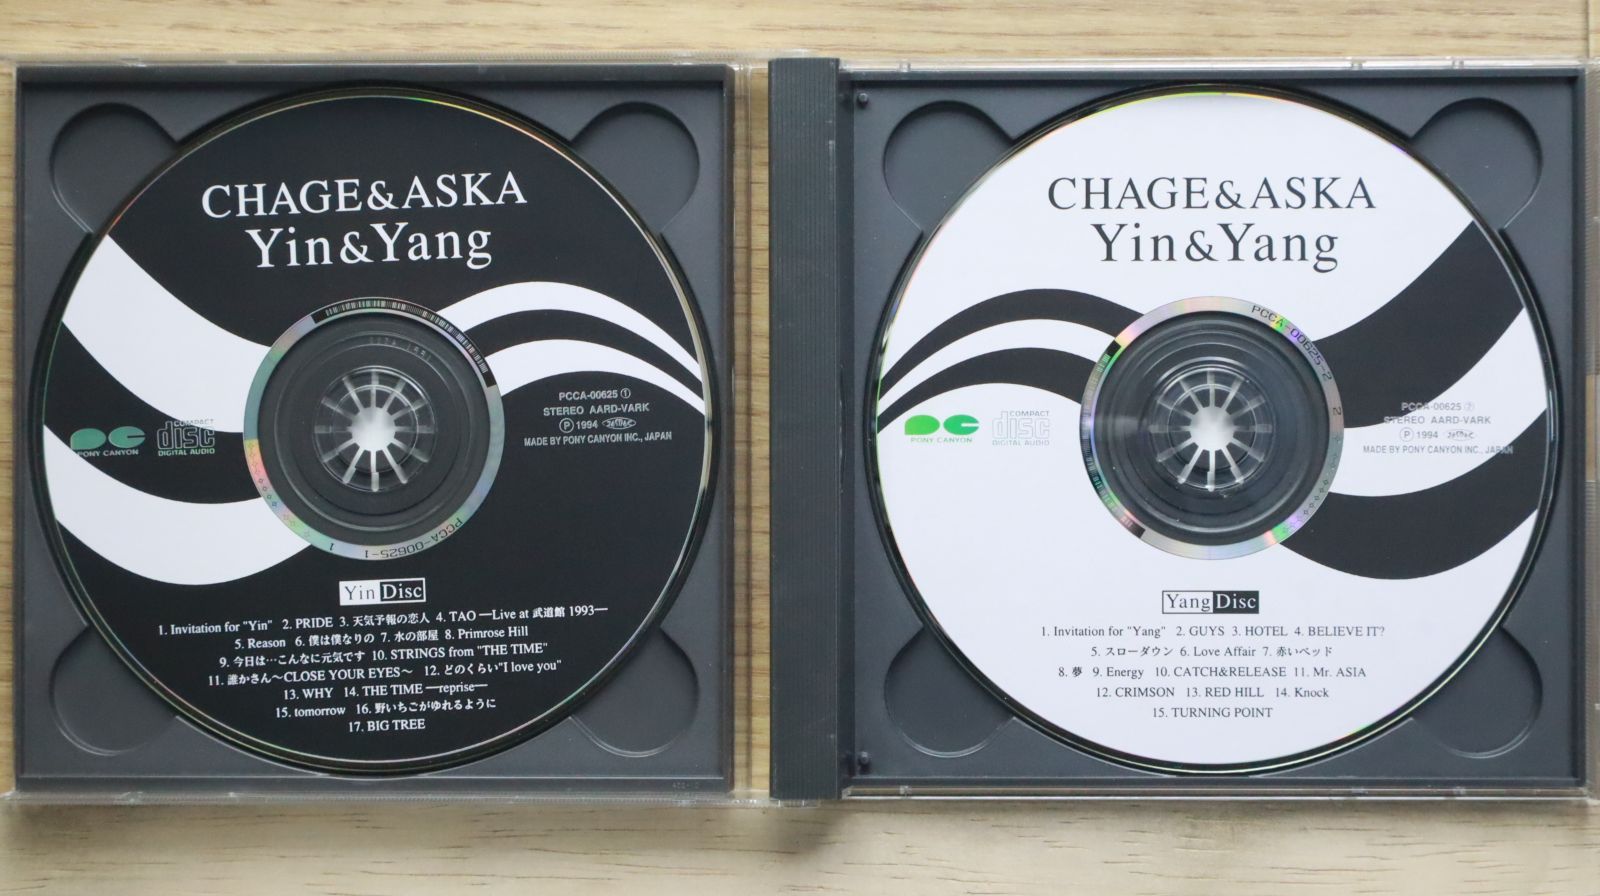 CHAGE&ASKA
Yin&Yang
PCCA-00625 ①
STEREO AARD-VARK
Ⓟ 1994 JASRAC
MADE BY PONY CANYON INC., JAPAN
PONY CANYON
COMPACT
disc
DIGITAL AUDIO
PCCA-00625-1 1
Yin Disc
1. Invitation for "Yin" 2. PRIDE 3. 天気予報の恋人 4. TAO —Live at 武道館 1993—
5. Reason 6. 僕は僕なりの 7. 水の部屋 8. Primrose Hill
9. 今日は…こんなに元気です 10. STRINGS from "THE TIME"
11. 誰かさん〜CLOSE YOUR EYES〜 12. どのくらい"I love you"
13. WHY 14. THE TIME —reprise—
15. tomorrow 16. 野いちごがゆれるように
17. BIG TREE
CHAGE&ASKA
Yin&Yang
PCCA-00625-2 2
PCCA-00625 ②
STEREO AARD-VARK
Ⓟ 1994 JASRAC
MADE BY PONY CANYON INC., JAPAN
PONY CANYON
COMPACT
disc
DIGITAL AUDIO
Yang Disc
1. Invitation for "Yang" 2. GUYS 3. HOTEL 4. BELIEVE IT?
5. スローダウン 6. Love Affair 7. 赤いベッド
8. 夢 9. Energy 10. CATCH&RELEASE 11. Mr. ASIA
12. CRIMSON 13. RED HILL 14. Knock
15. TURNING POINT